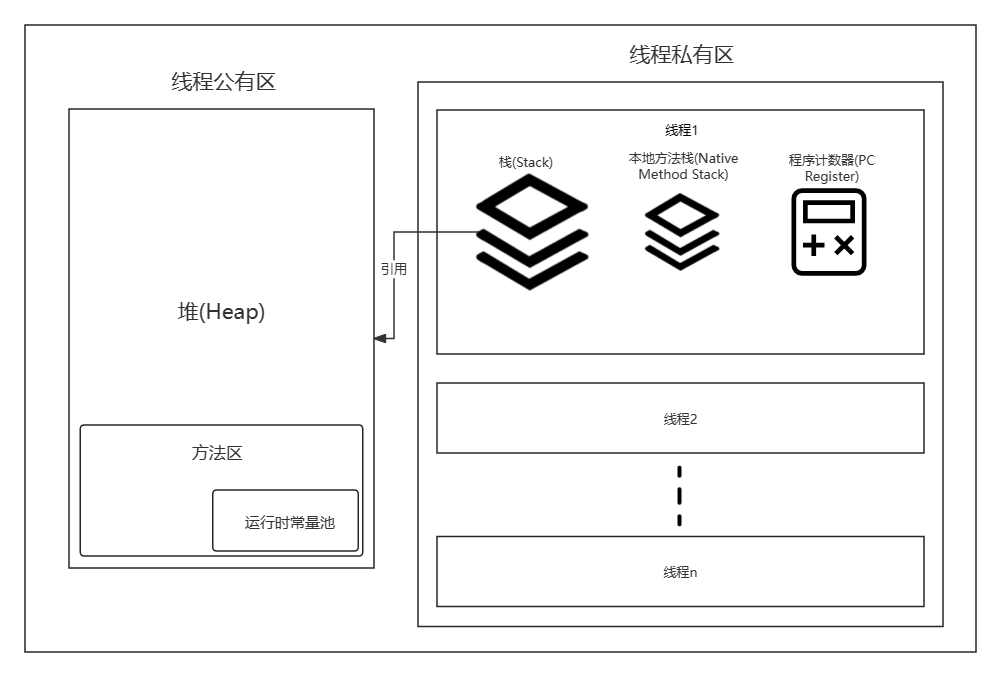 线程公有区
堆(Heap)
方法区
运行时常量池
引用
线程私有区
线程1
栈(Stack)
本地方法栈(Native
Method Stack)
程序计数器(PC
Register)
线程2
线程n